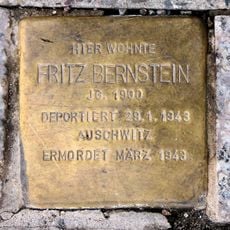 HIER WOHNTE
FRITZ BERNSTEIN
JG. 1900
DEPORTIERT 28.1.1943
AUSCHWITZ
ERMORDET MÄRZ 1943